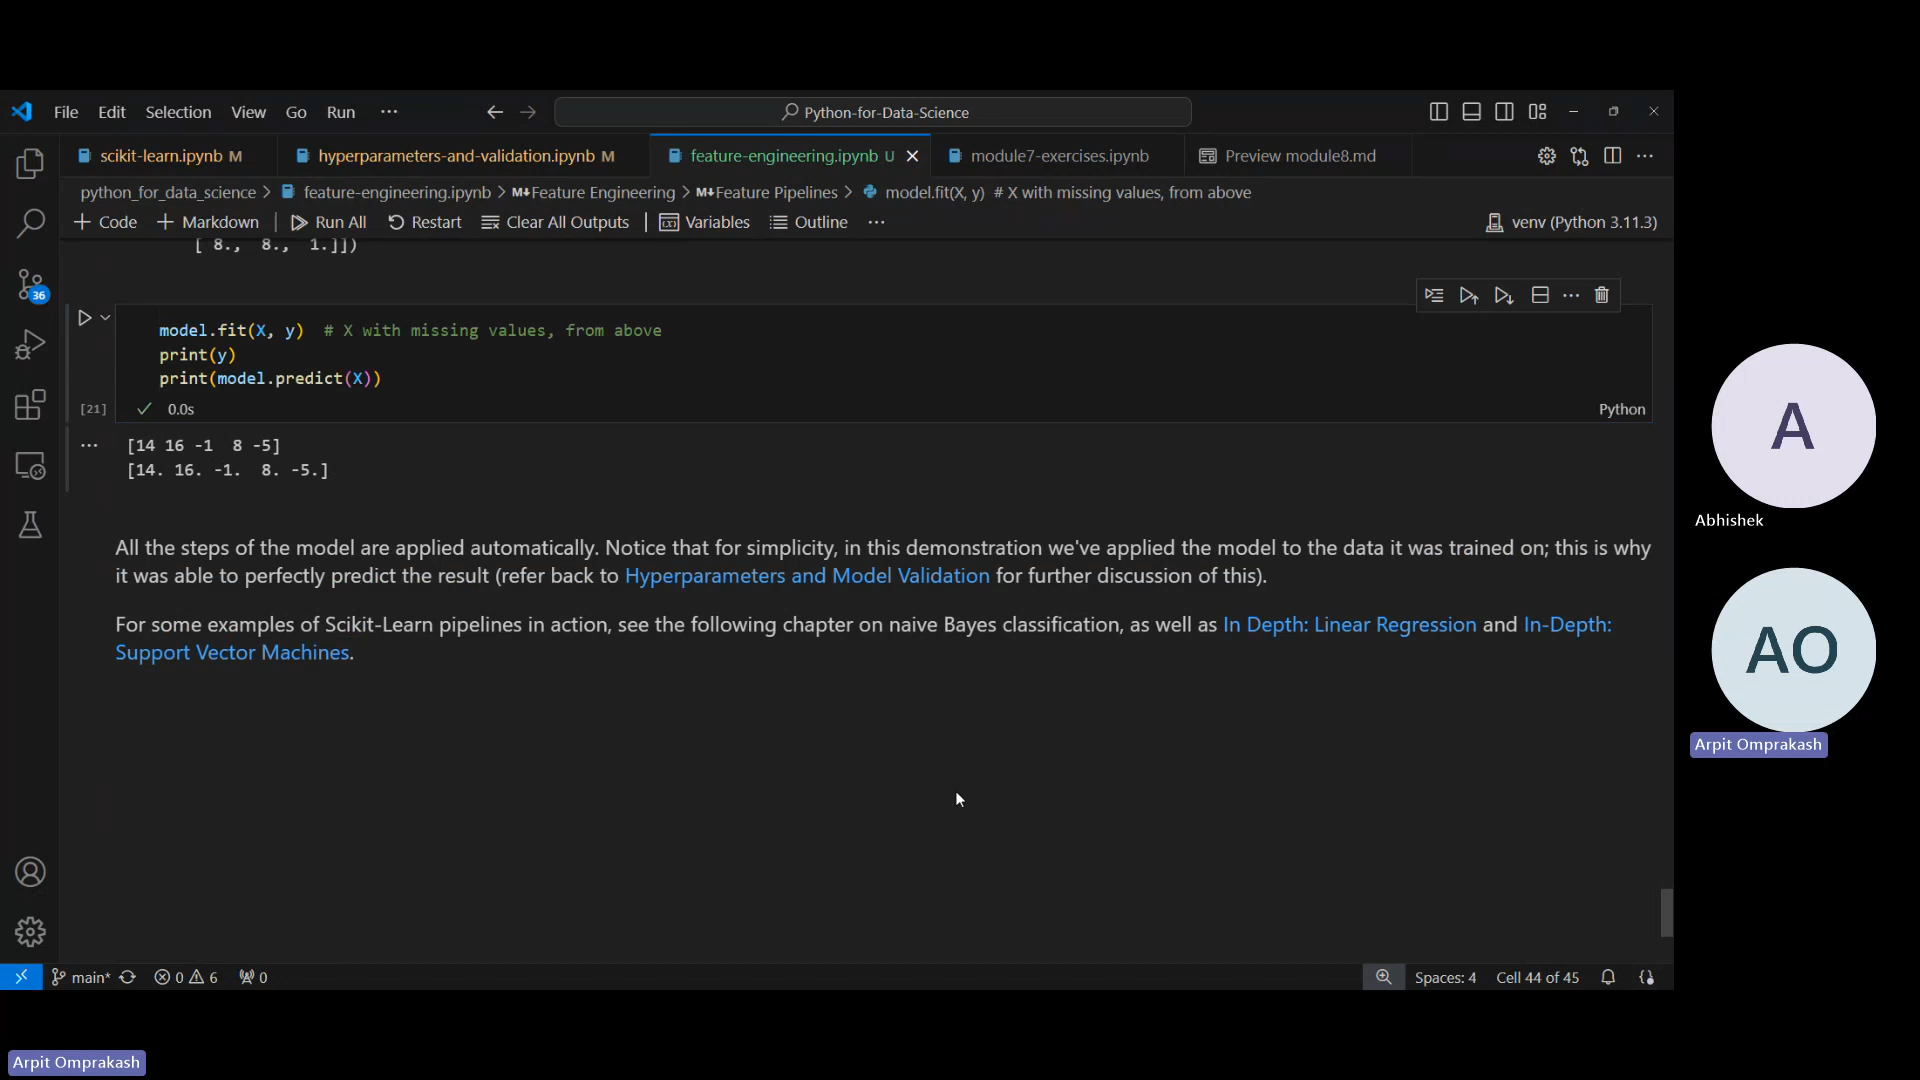 File Edit Selection View Go Run ··· Python-for-Data-Science
scikit-learn.ipynb M hyperparameters-and-validation.ipynb M feature-engineering.ipynb U module7-exercises.ipynb Preview module8.md
python_for_data_science > feature-engineering.ipynb > M↓Feature Engineering > M↓Feature Pipelines > model.fit(X, y) # X with missing values, from above
+ Code + Markdown Run All Restart Clear All Outputs Variables Outline ··· venv (Python 3.11.3)
[ 8., 8., 1.]])
36
model.fit(X, y) # X with missing values, from above
print(y)
print(model.predict(X))
[21] 0.0s Python
[14 16 -1 8 -5]
[14. 16. -1. 8. -5.]
All the steps of the model are applied automatically. Notice that for simplicity, in this demonstration we've applied the model to the data it was trained on; this is why
it was able to perfectly predict the result (refer back to Hyperparameters and Model Validation for further discussion of this).
For some examples of Scikit-Learn pipelines in action, see the following chapter on naive Bayes classification, as well as In Depth: Linear Regression and In-Depth:
Support Vector Machines.
A
Abhishek
AO
Arpit Omprakash
main* 0 6 0 Spaces: 4 Cell 44 of 45
Arpit Omprakash